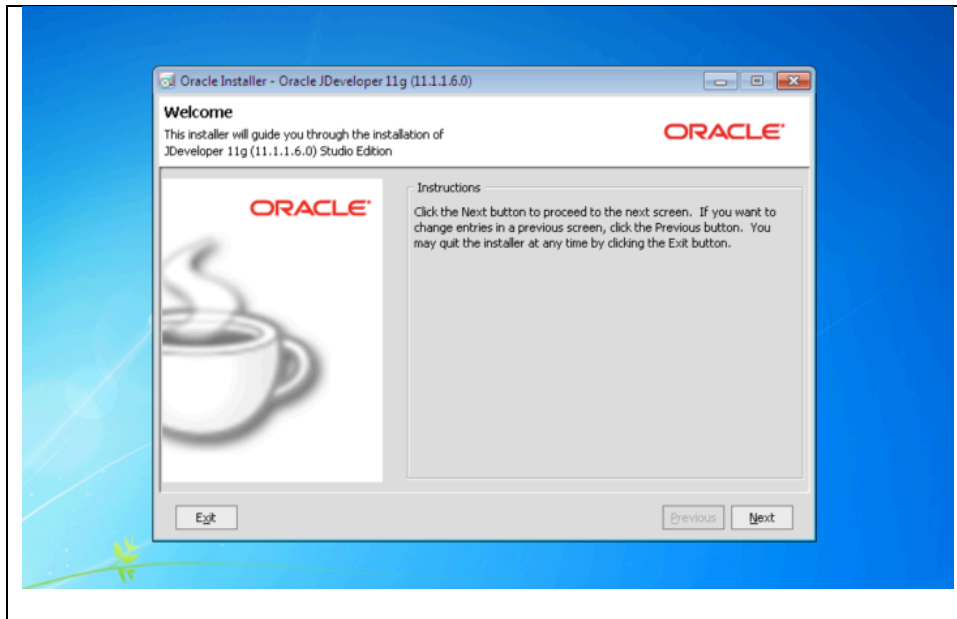 Oracle Installer - Oracle JDeveloper 11g (11.1.1.6.0)
Welcome
This installer will guide you through the installation of
JDeveloper 11g (11.1.1.6.0) Studio Edition
ORACLE
ORACLE
Instructions
Click the Next button to proceed to the next screen. If you want to
change entries in a previous screen, click the Previous button. You
may quit the installer at any time by clicking the Exit button.
Exit
Previous
Next